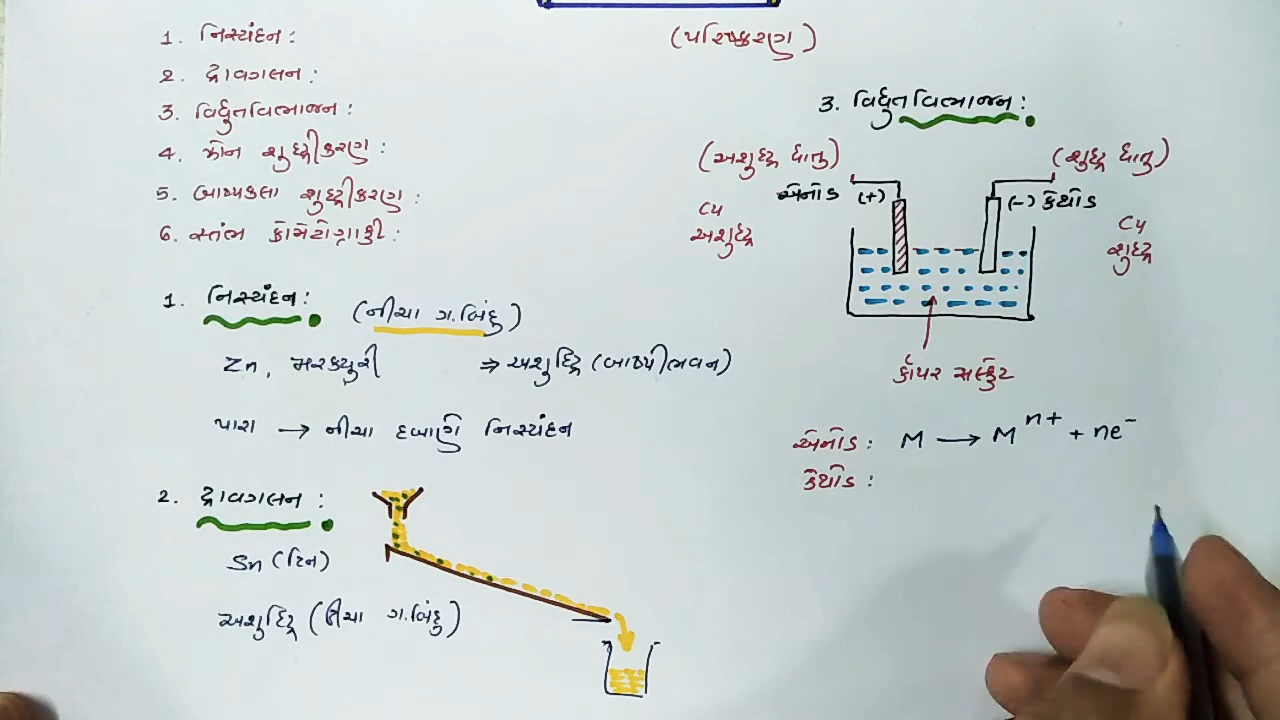 1. નિસ્યંદન :
2. દ્રાવગલન :
3. વિદ્યુતવિભાજન :
4. ઝોન શુદ્ધીકરણ :
5. બાષ્પકલા શુદ્ધીકરણ :
6. સ્તંભ ક્રોમેટોગ્રાફી :
1. નિસ્યંદન : (નીચા ગ.બિંદુ)
Zn, મરક્યુરી ⇒ અશુદ્ધિ (બાષ્પીભવન)
પારા → નીચા દબાણે નિસ્યંદન
2. દ્રાવગલન :
Sn (ટિન)
અશુદ્ધિ (નીચા ગ.બિંદુ)
(પરિષ્કરણ)
3. વિદ્યુતવિભાજન :
(અશુદ્ધ ધાતુ) (શુદ્ધ ધાતુ)
એનોડ (+) (-) કેથોડ
Cu Cu
અશુદ્ધ શુદ્ધ
કોપર સલ્ફેટ
એનોડ : M → M^n+ + ne^-
કેથોડ :